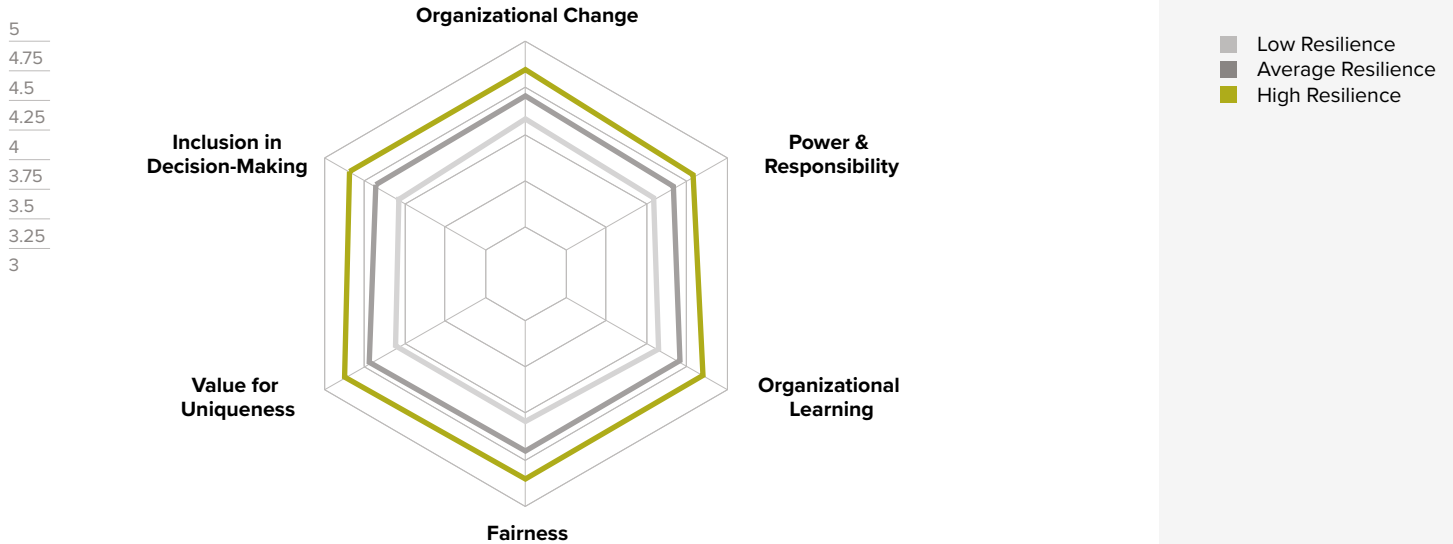 Organizational Change
5
4.75
4.5
4.25
4
3.75
3.5
3.25
3
Inclusion in
Decision-Making
Power &
Responsibility
Value for
Uniqueness
Organizational
Learning
Fairness
Low Resilience
Average Resilience
High Resilience